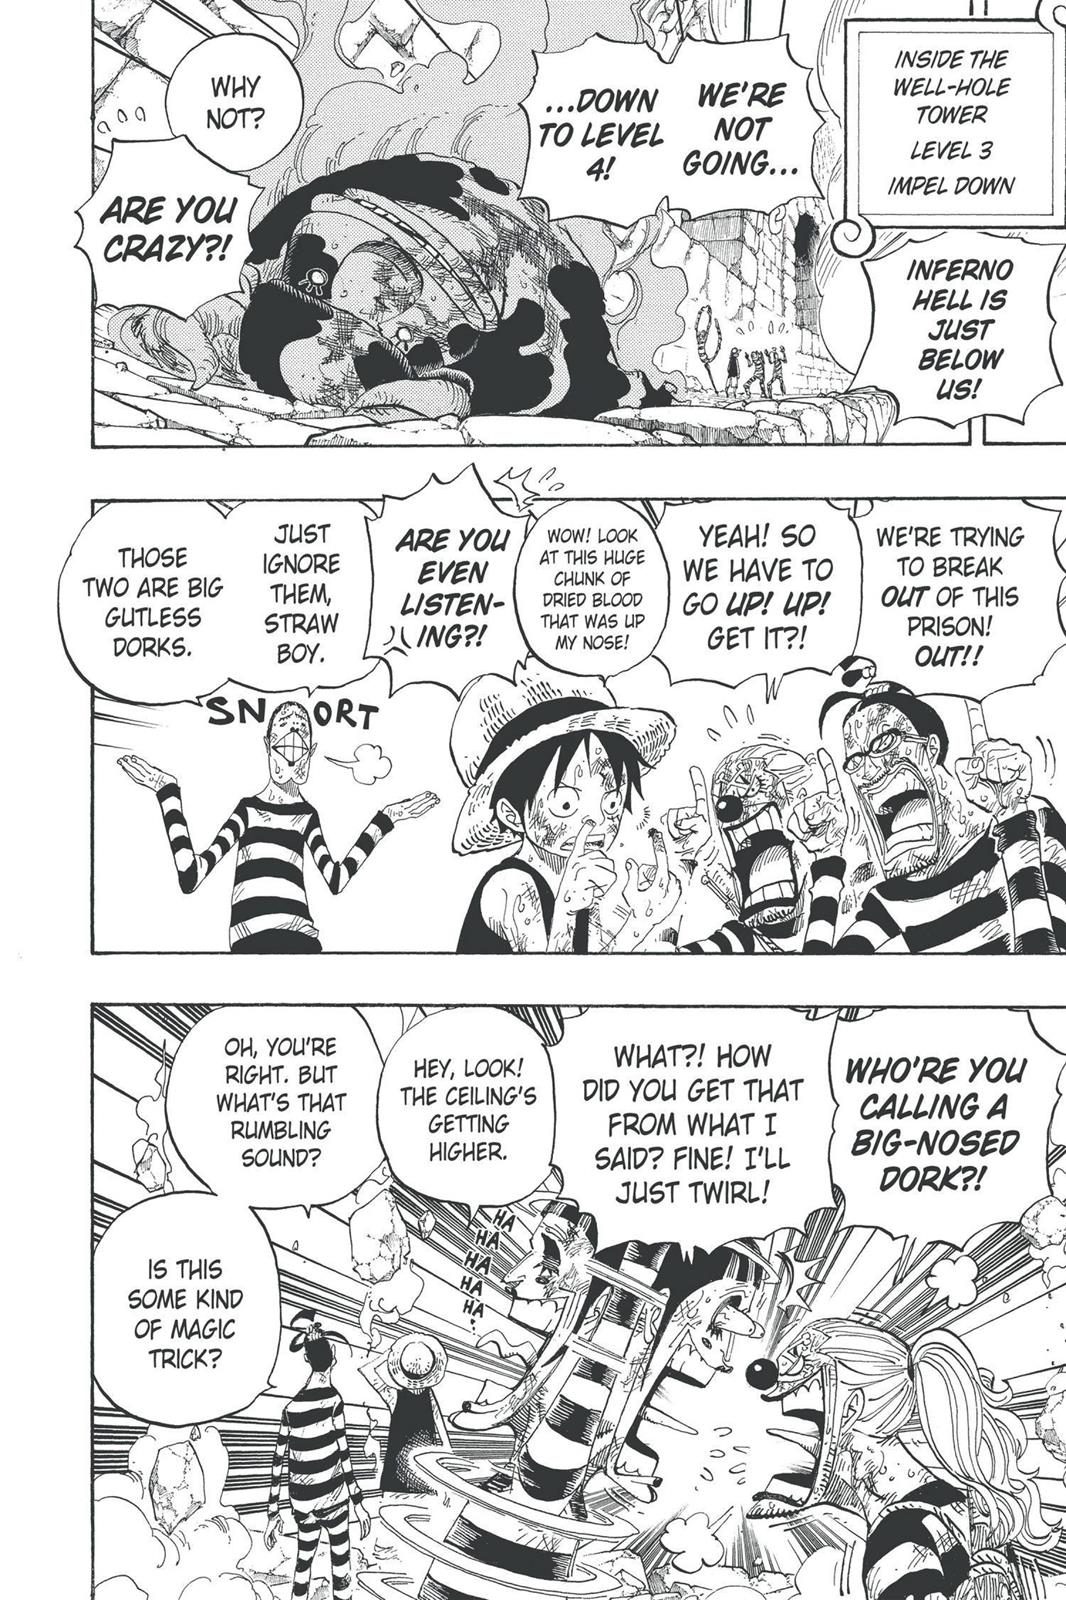 INSIDE THE
WELL-HOLE
TOWER
LEVEL 3
IMPEL DOWN
INFERNO
HELL IS
JUST
BELOW
US!
WE'RE
NOT
GOING...
...DOWN
TO LEVEL
4!
WHY
NOT?
ARE YOU
CRAZY?!
WE'RE TRYING
TO BREAK
OUT OF THIS
PRISON!
OUT!!
YEAH! SO
WE HAVE TO
GO UP! UP!
GET IT?!
WOW! LOOK
AT THIS HUGE
CHUNK OF
DRIED BLOOD
THAT WAS UP
MY NOSE!
ARE YOU
EVEN
LISTEN-
ING?!
JUST
IGNORE
THEM,
STRAW
BOY.
THOSE
TWO ARE BIG
GUTLESS
DORKS.
SNORT
WHO'RE YOU
CALLING A
BIG-NOSED
DORK?!
WHAT?! HOW
DID YOU GET THAT
FROM WHAT I
SAID? FINE! I'LL
JUST TWIRL!
HEY, LOOK!
THE CEILING'S
GETTING
HIGHER.
OH, YOU'RE
RIGHT. BUT
WHAT'S THAT
RUMBLING
SOUND?
HA
HA
HA
HA
HA
IS THIS
SOME KIND
OF MAGIC
TRICK?